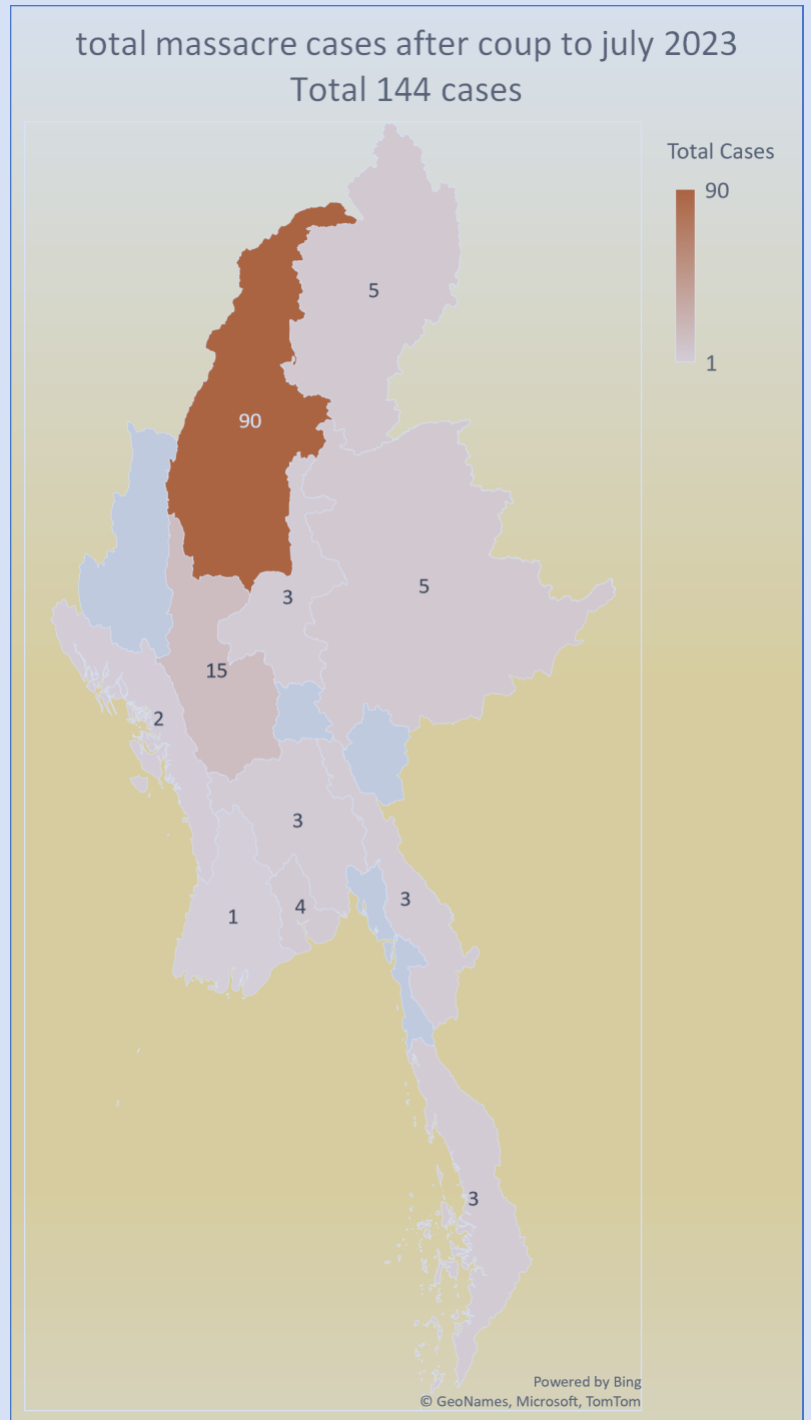 total massacre cases after coup to july 2023
Total 144 cases
Total Cases
90
1
5
90
5
3
15
2
3
3
4
1
3
Powered by Bing
© GeoNames, Microsoft, TomTom